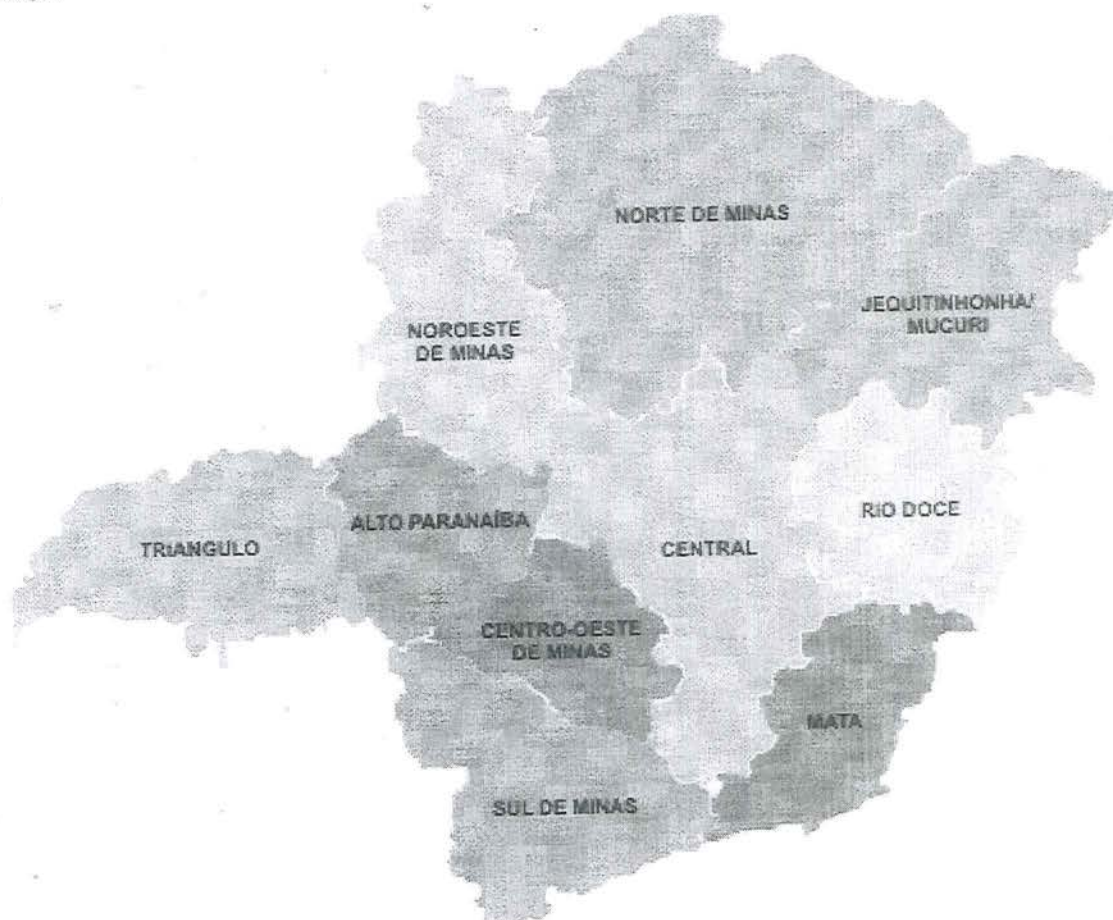 NORTE DE MINAS
JEQUITINHONHA/
MUCURI
NOROESTE
DE MINAS
RIO DOCE
ALTO PARANAÍBA
TRIANGULO
CENTRAL
CENTRO-OESTE
DE MINAS
MATA
SUL DE MINAS